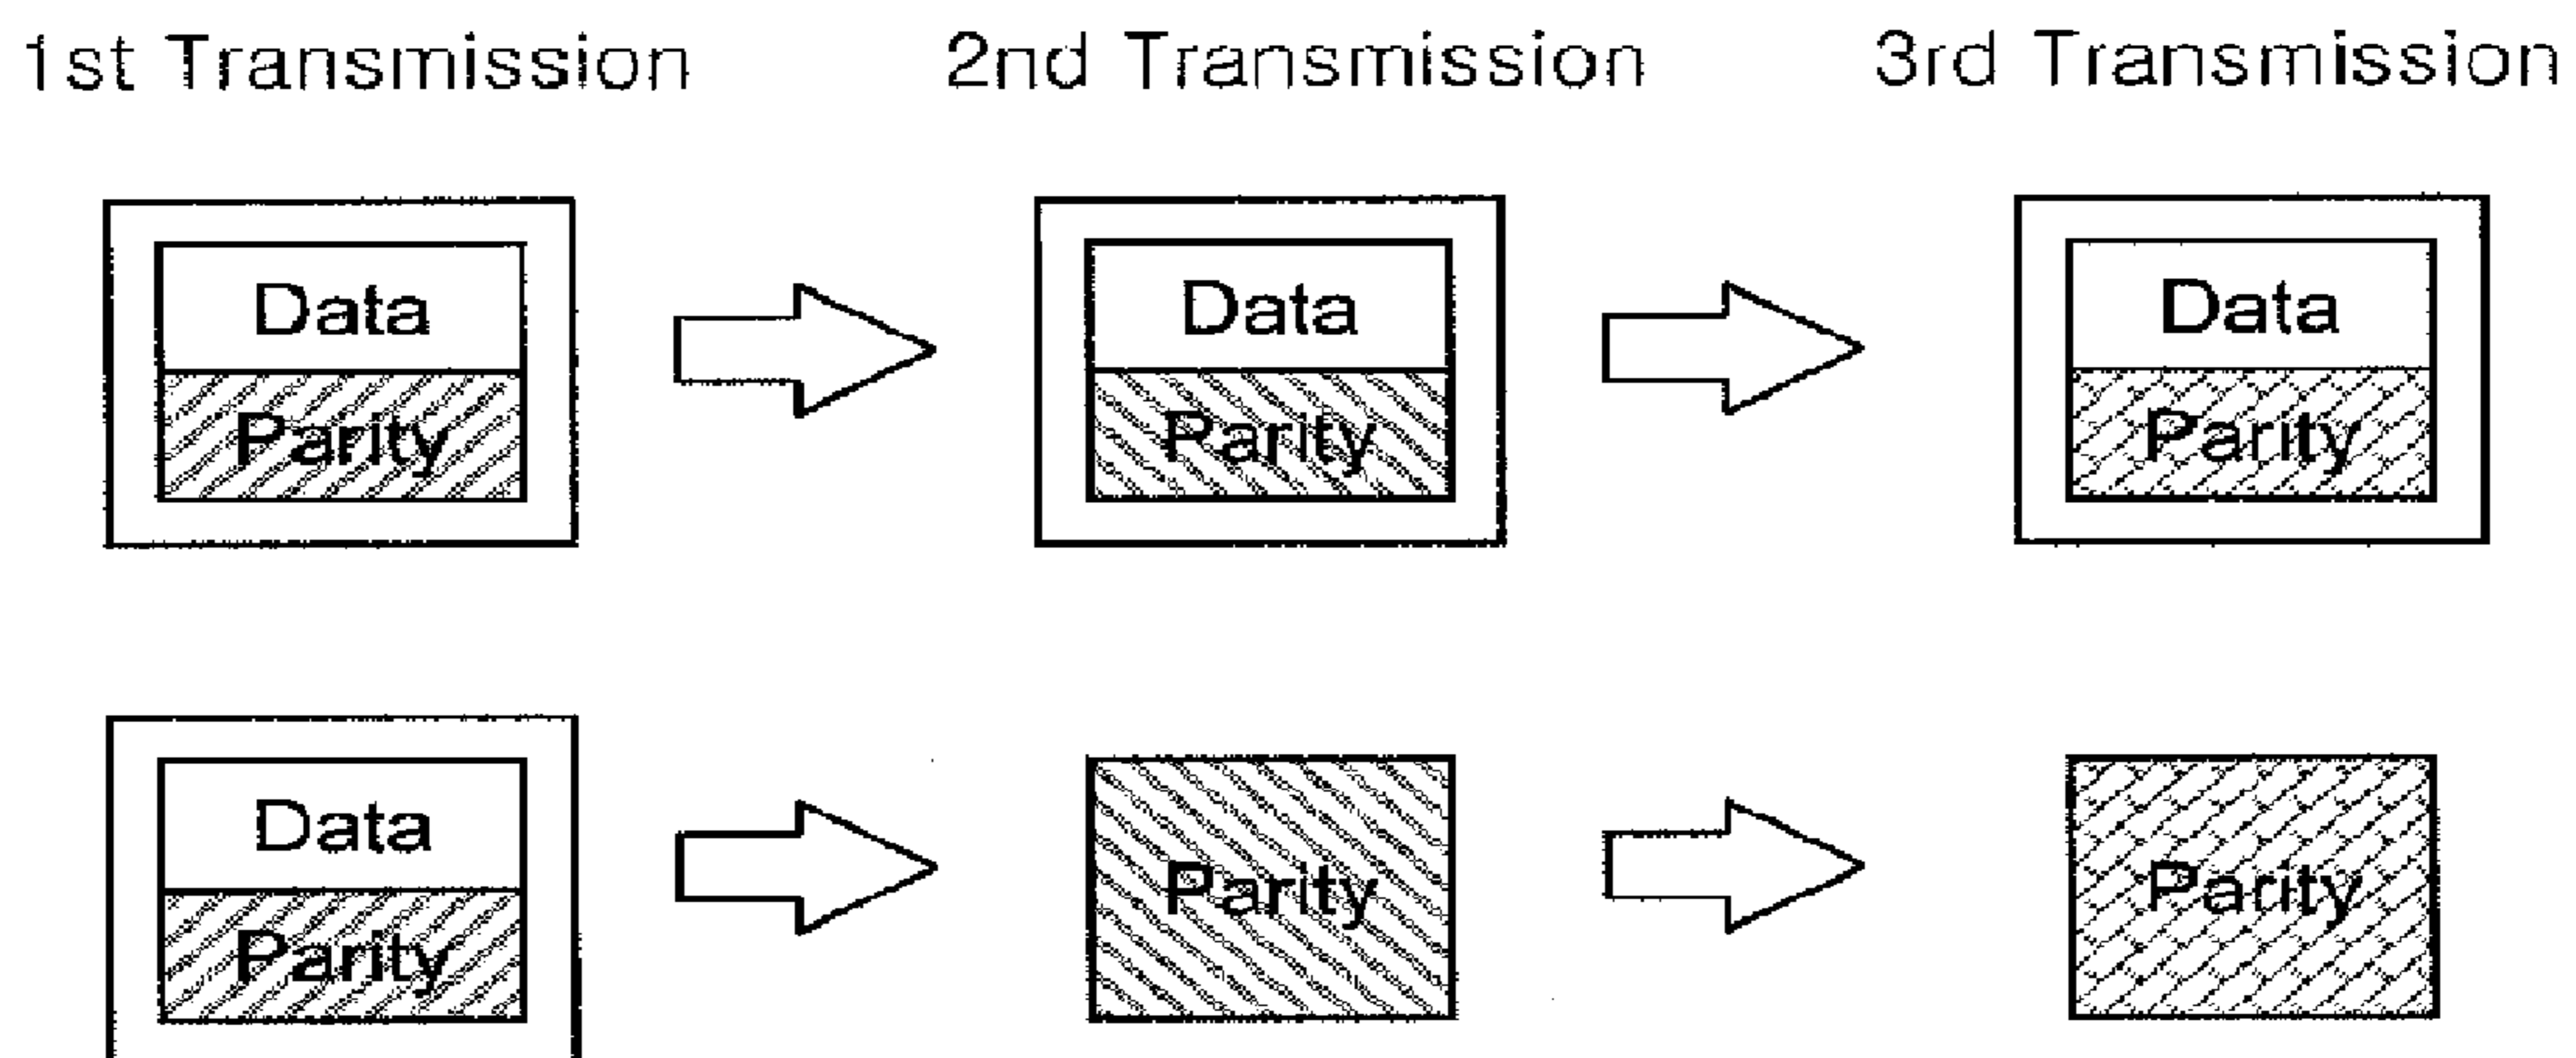 1st Transmission 2nd Transmission 3rd Transmission
Data Data Data
Parity Parity Parity
Data
Parity Parity
Parity